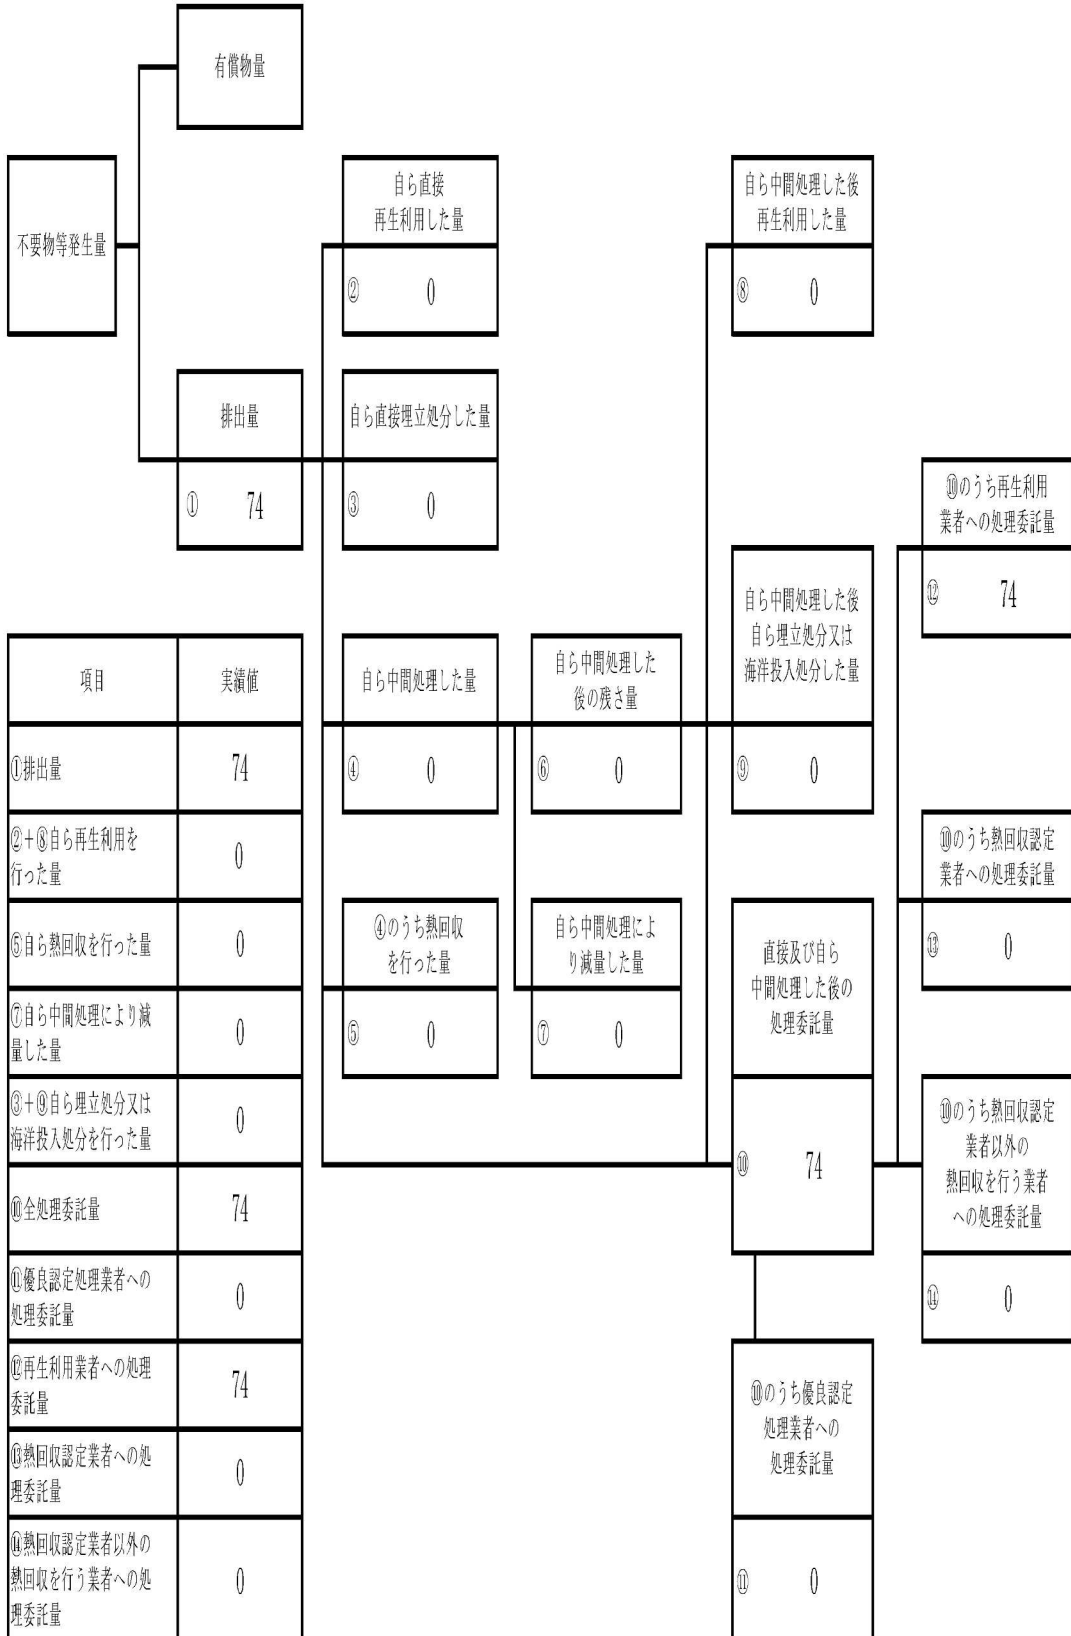 有償物量
不要物等発生量
自ら直接
再生利用した量
② 0
自ら中間処理した後
再生利用した量
⑧ 0
排出量
① 74
自ら直接埋立処分した量
③ 0
⑩のうち再生利用
業者への処理委託量
⑫ 74
自ら中間処理した後
自ら埋立処分又は
海洋投入処分した量
⑨ 0
自ら中間処理した量
④ 0
自ら中間処理した
後の残さ量
⑥ 0
⑩のうち熱回収認定
業者への処理委託量
⑬ 0
④のうち熱回収
を行った量
⑤ 0
自ら中間処理によ
り減量した量
⑦ 0
直接及び自ら
中間処理した後の
処理委託量
⑩ 74
⑩のうち熱回収認定
業者以外の
熱回収を行う業者
への処理委託量
⑭ 0
⑩のうち優良認定
処理業者への
処理委託量
⑪ 0
項目 実績値
①排出量 74
②+⑧自ら再生利用を
行った量 0
⑤自ら熱回収を行った量 0
⑦自ら中間処理により減
量した量 0
③+⑨自ら埋立処分又は
海洋投入処分を行った量 0
⑩全処理委託量 74
⑪優良認定処理業者への
処理委託量 0
⑫再生利用業者への処理
委託量 74
⑬熱回収認定業者への処
理委託量 0
⑭熱回収認定業者以外の
熱回収を行う業者への処
理委託量 0